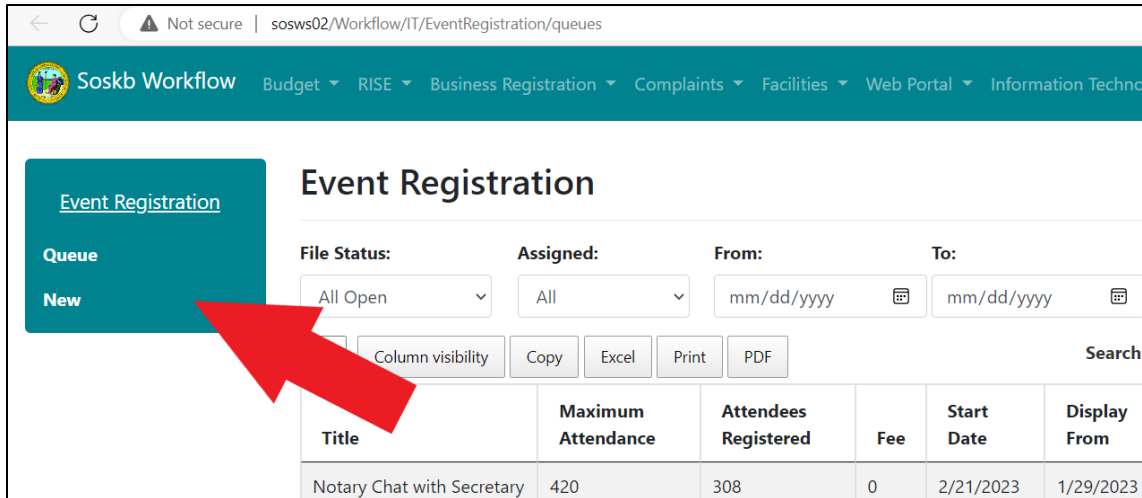 Not secure | sosws02/Workflow/IT/EventRegistration/queues
Soskb Workflow Budget RISE Business Registration Complaints Facilities Web Portal Information Techno
Event Registration
Queue
New
Event Registration
File Status: Assigned: From: To:
All Open All mm/dd/yyyy mm/dd/yyyy
Column visibility Copy Excel Print PDF Search
Title Maximum Attendance Attendees Registered Fee Start Date Display From
Notary Chat with Secretary 420 308 0 2/21/2023 1/29/2023